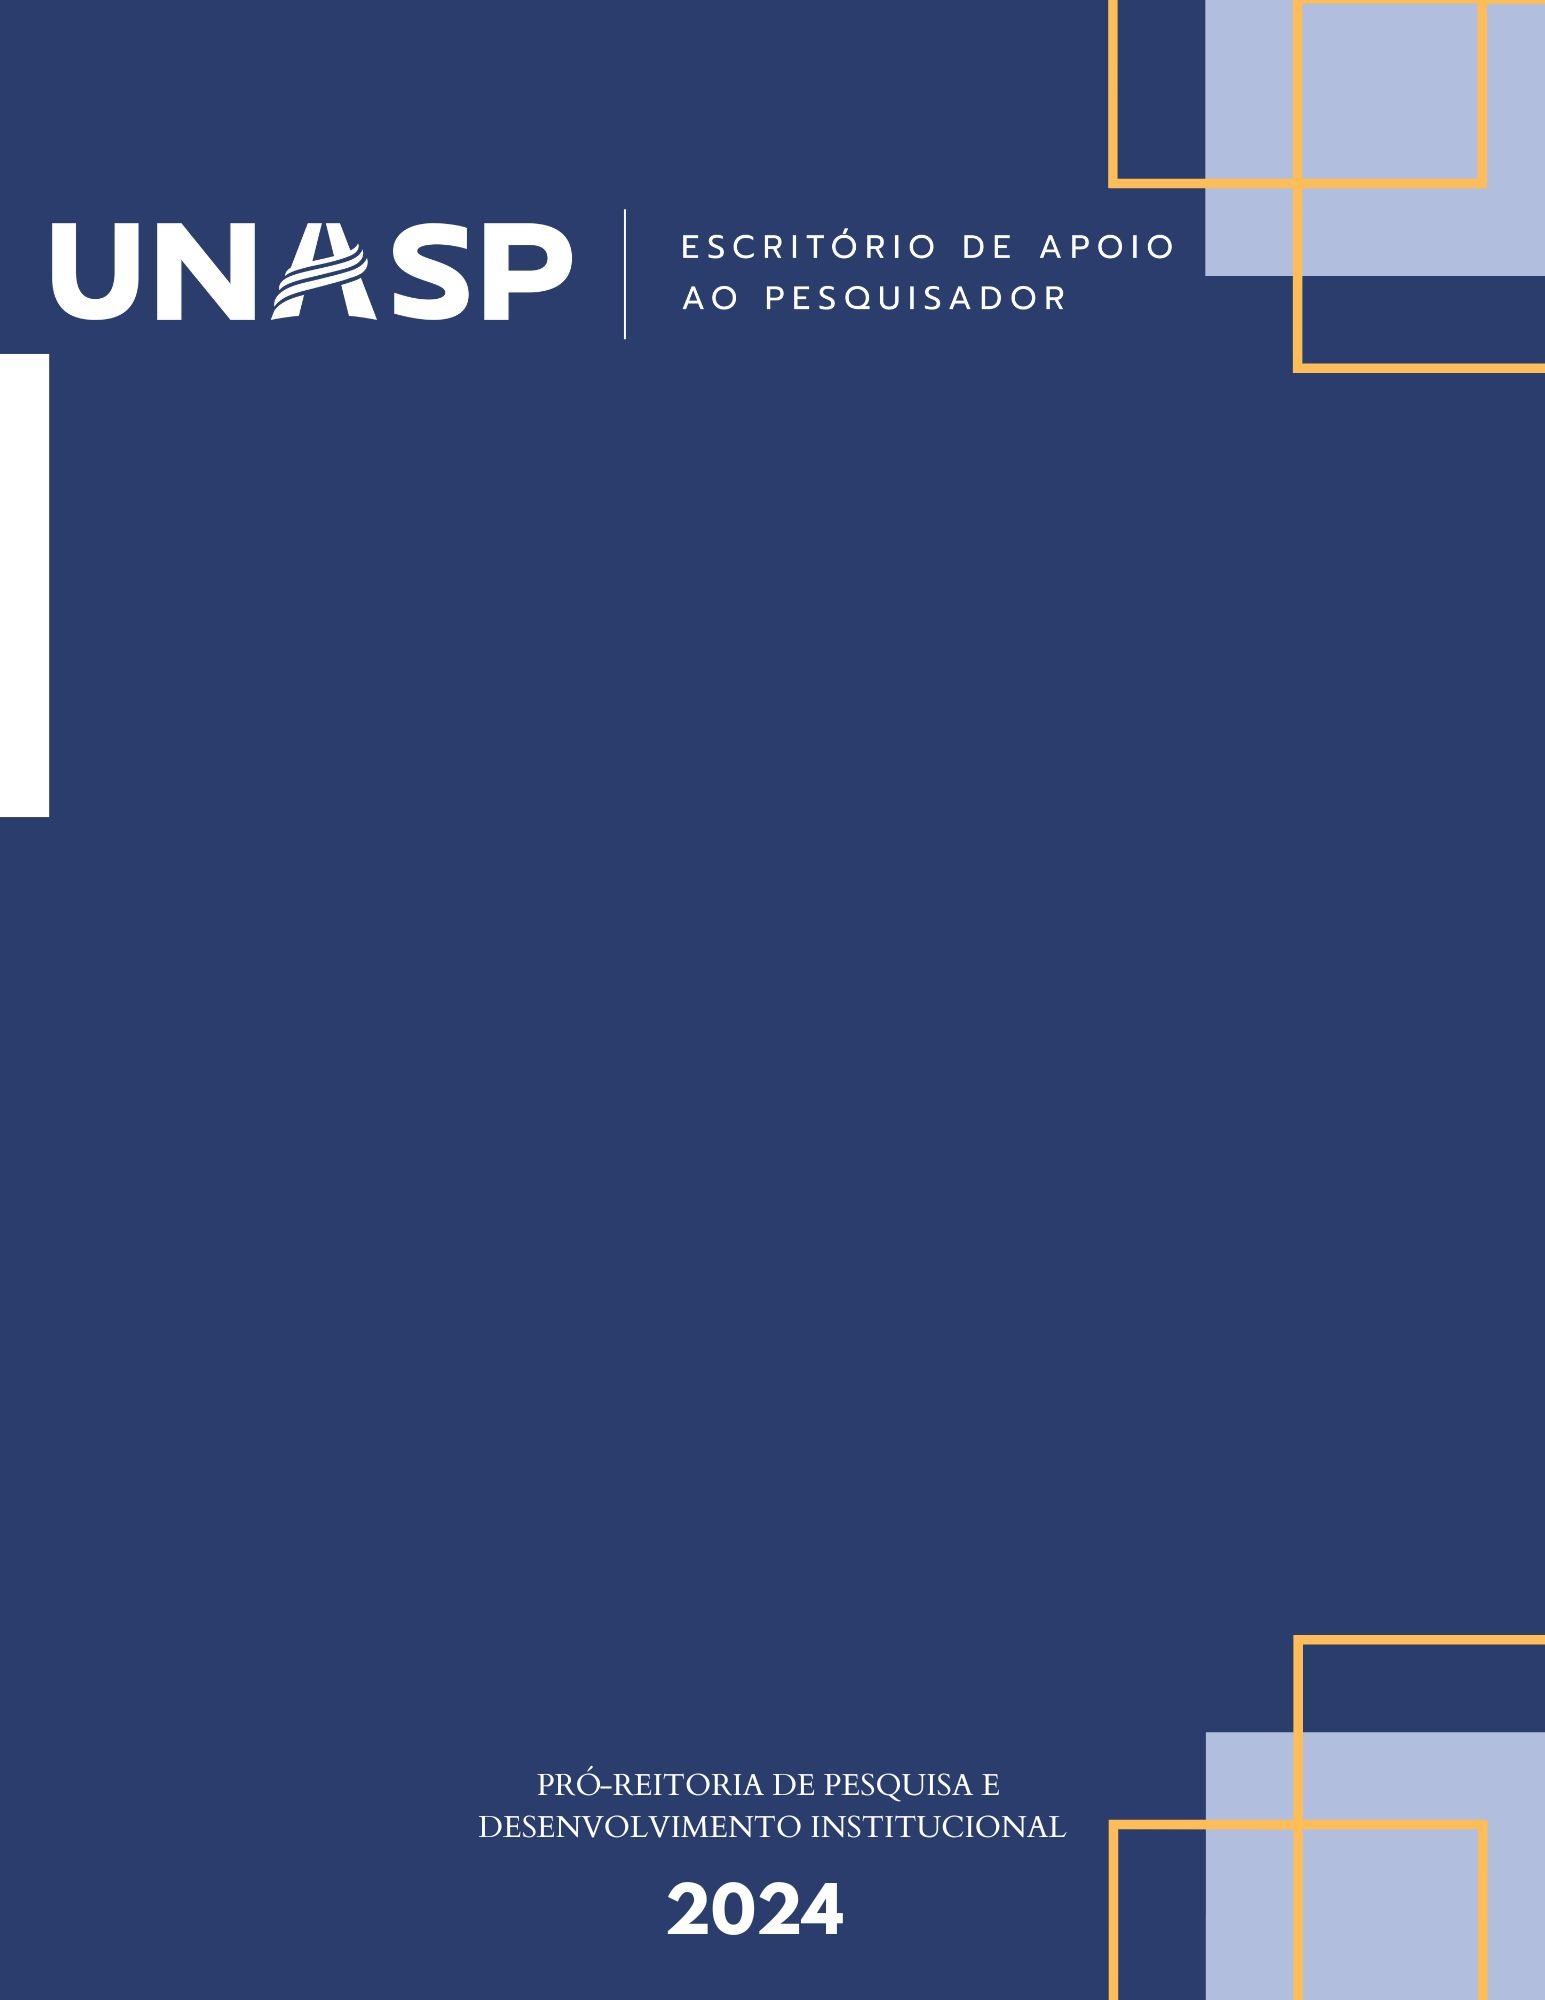 UNASP
ESCRITÓRIO DE APOIO
AO PESQUISADOR
PRÓ-REITORIA DE PESQUISA E
DESENVOLVIMENTO INSTITUCIONAL
2024